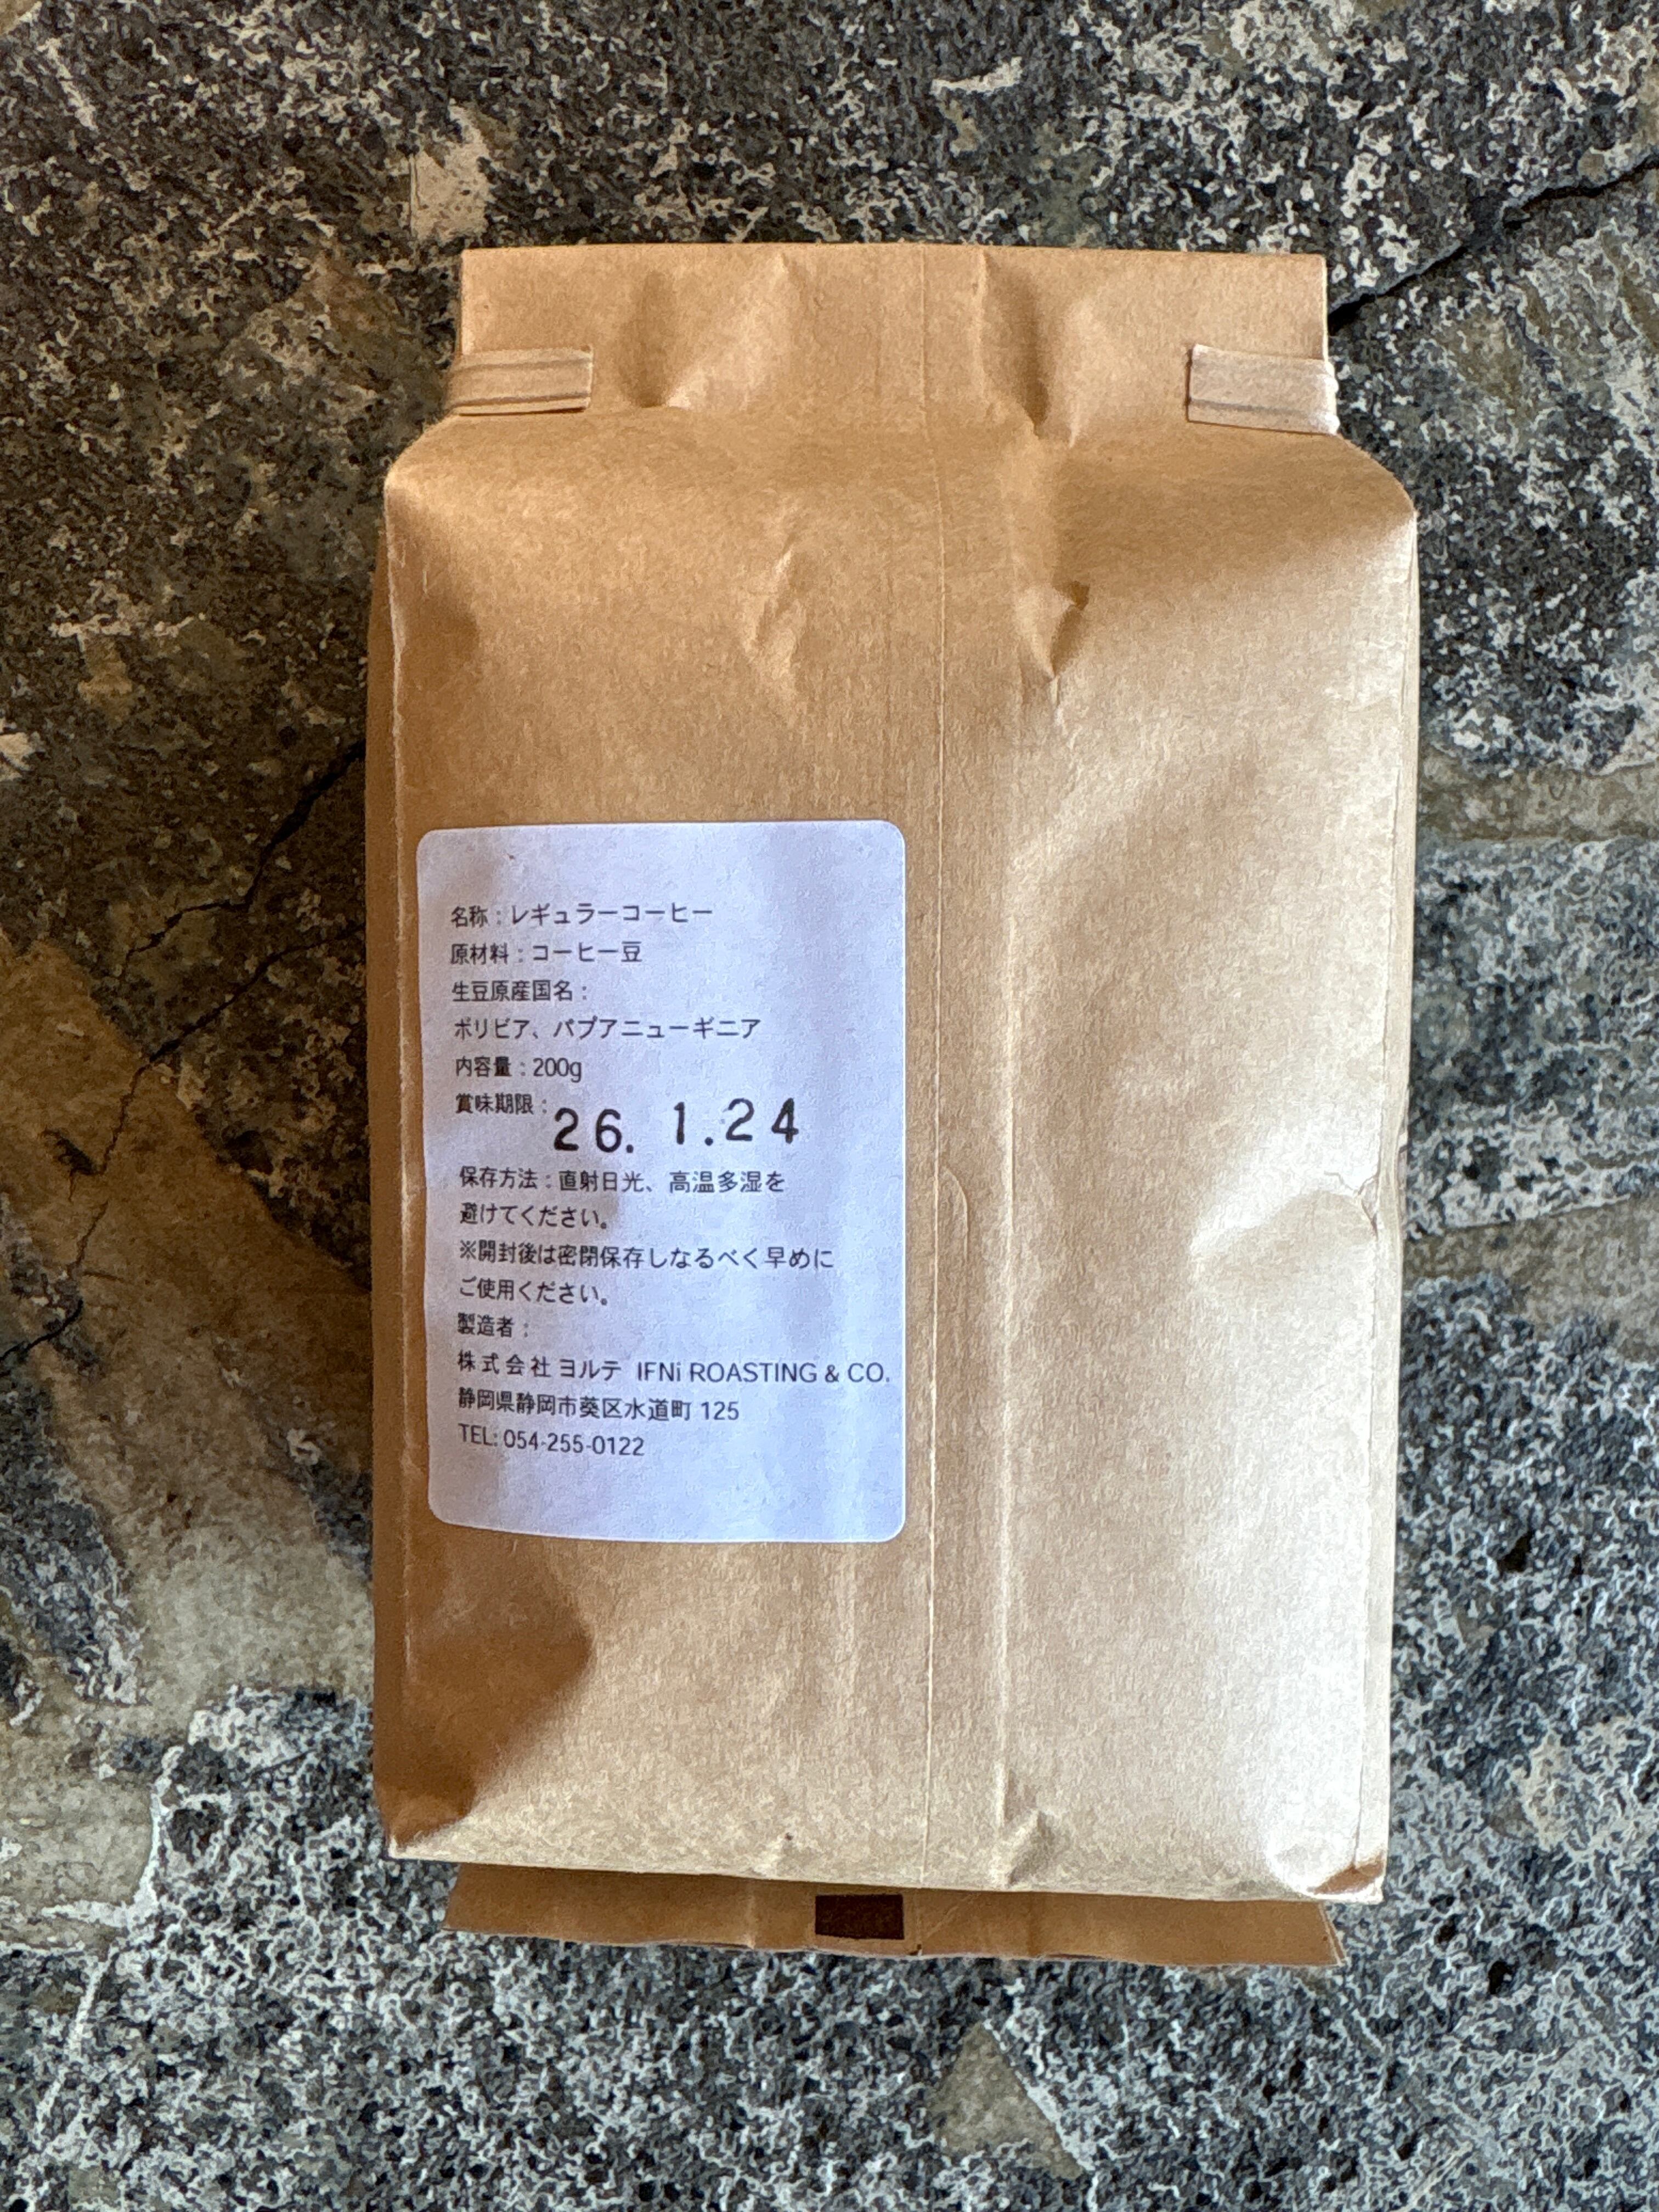 名称：レギュラーコーヒー
原材料：コーヒー豆
生豆原産国名：
ボリビア、パプアニューギニア
内容量：200g
賞味期限：26. 1.24
保存方法：直射日光、高温多湿を
避けてください。
※開封後は密閉保存しなるべく早めに
ご使用ください。
製造者：
株式会社ヨルテ IFNi ROASTING & CO.
静岡県静岡市葵区水道町 125
TEL: 054-255-0122